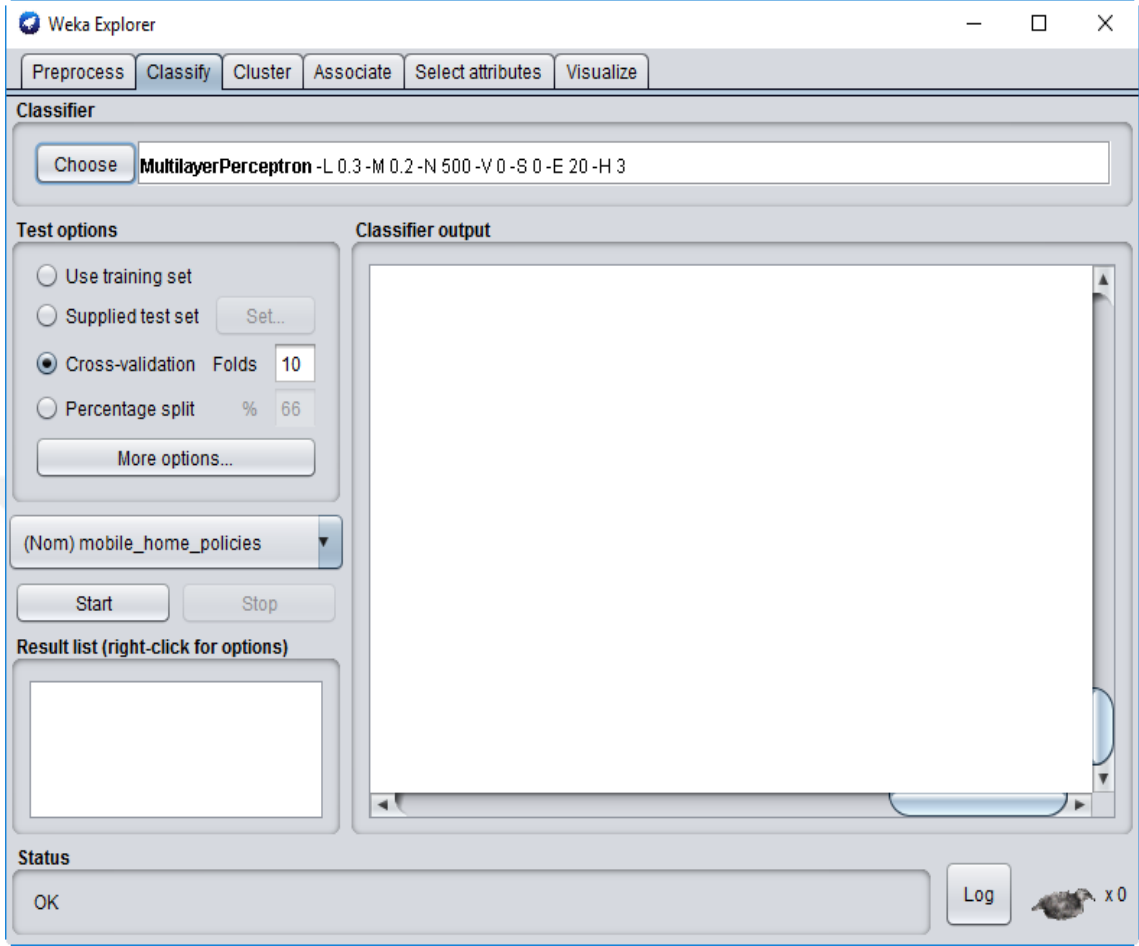 Weka Explorer
Preprocess Classify Cluster Associate Select attributes Visualize
Classifier
Choose MultilayerPerceptron -L 0.3 -M 0.2 -N 500 -V 0 -S 0 -E 20 -H 3
Test options
Use training set
Supplied test set Set...
Cross-validation Folds 10
Percentage split % 66
More options...
(Nom) mobile_home_policies
Start Stop
Result list (right-click for options)
Classifier output
Status
OK
Log x 0